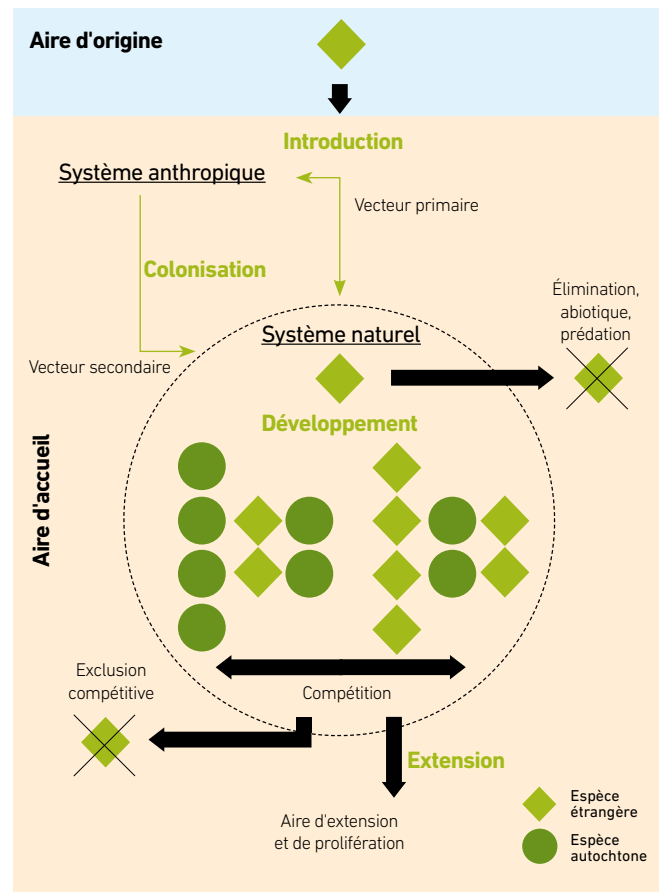 Aire d'origine
Introduction
Système anthropique
Vecteur primaire
Colonisation
Élimination,
abiotique,
prédation
Système naturel
Vecteur secondaire
Développement
Aire d'accueil
Exclusion
compétitive
Compétition
Extension
Aire d'extension
et de prolifération
Espèce
étrangère
Espèce
autochtone